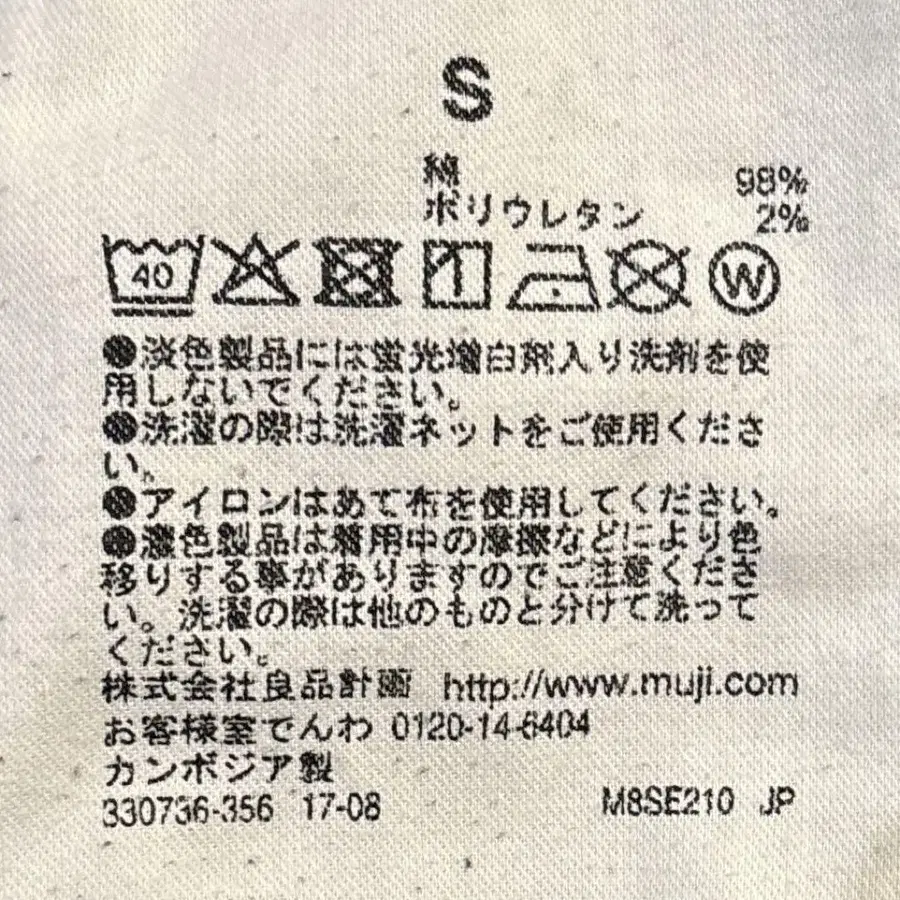 S
綿 98%
ポリウレタン 2%
40 W
●淡色製品には蛍光増白剤入り洗剤を使
用しないでください。
●洗濯の際は洗濯ネットをご使用くださ
い。
●アイロンはあて布を使用してください。
●濃色製品は着用中の摩擦などにより色
移りする事がありますのでご注意くださ
い。洗濯の際は他のものと分けて洗って
ください。
株式会社良品計画 http://www.muji.com
お客様室でんわ 0120-14-6404
カンボジア製
330736-356 17-08 M8SE210 JP